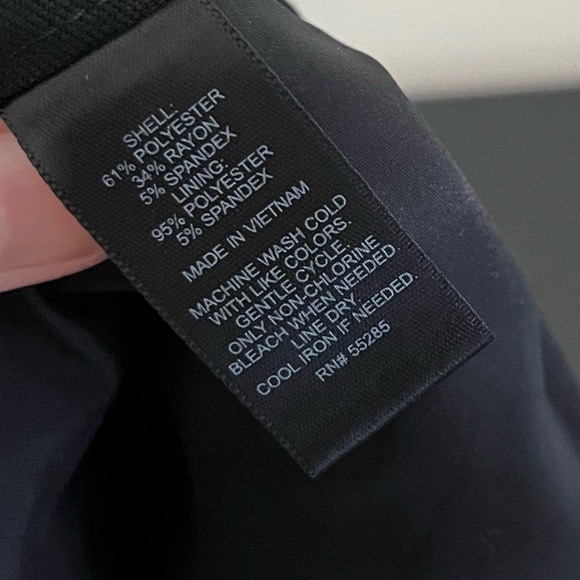 SHELL:
61% POLYESTER
34% RAYON
5% SPANDEX
LINING:
95% POLYESTER
5% SPANDEX
MADE IN VIETNAM
MACHINE WASH COLD
WITH LIKE COLORS.
GENTLE CYCLE.
ONLY NON-CHLORINE
BLEACH WHEN NEEDED.
LINE DRY.
COOL IRON IF NEEDED.
RN# 55285